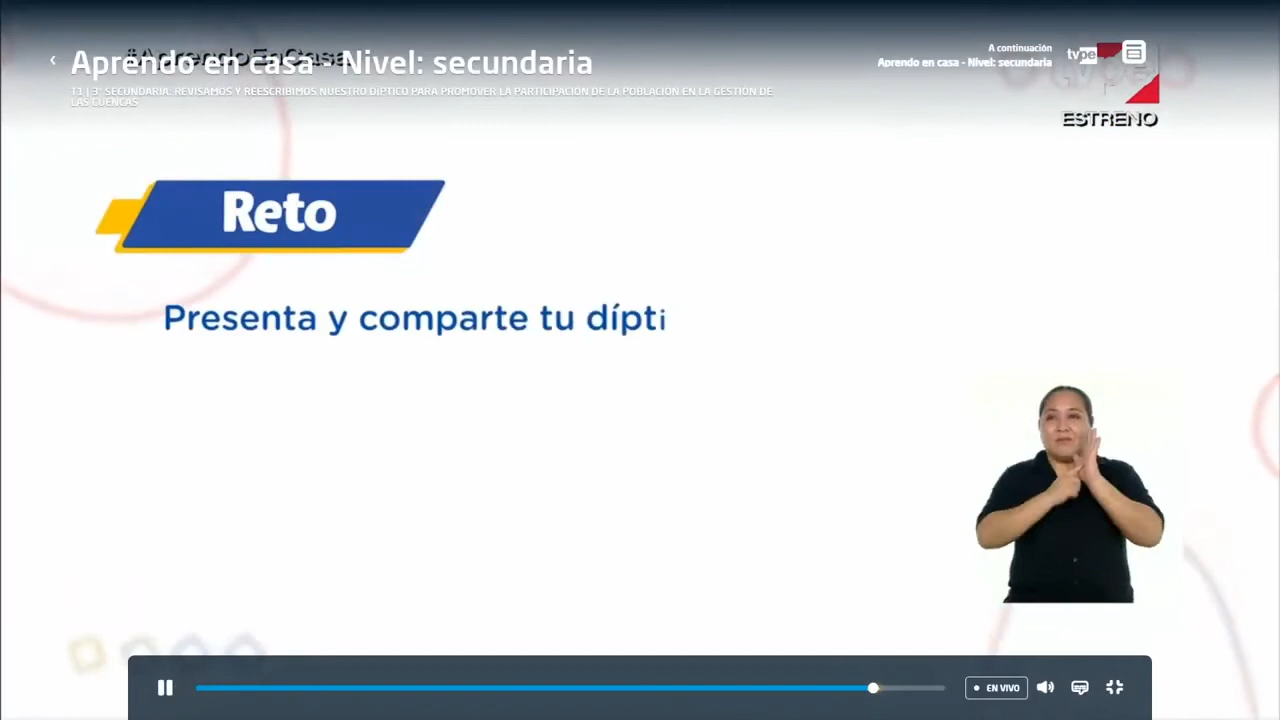 #AprendoEnCasa
Aprendo en casa - Nivel: secundaria
T1 | 3° SECUNDARIA: REVISAMOS Y REESCRIBIMOS NUESTRO DÍPTICO PARA PROMOVER LA PARTICIPACIÓN DE LA POBLACIÓN EN LA GESTIÓN DE
LAS CUENCAS
A continuación
Aprendo en casa - Nivel: secundaria
tvpe
tvpe
ESTRENO
Reto
Presenta y comparte tu dípti
EN VIVO